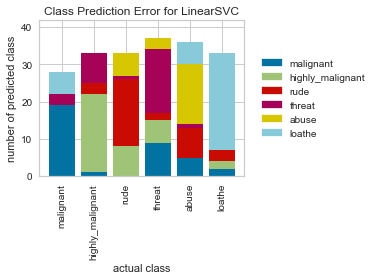 Class Prediction Error for LinearSVC
number of predicted class
40
30
20
10
0
malignant
highly_malignant
rude
threat
abuse
loathe
actual class
malignant
highly_malignant
rude
threat
abuse
loathe